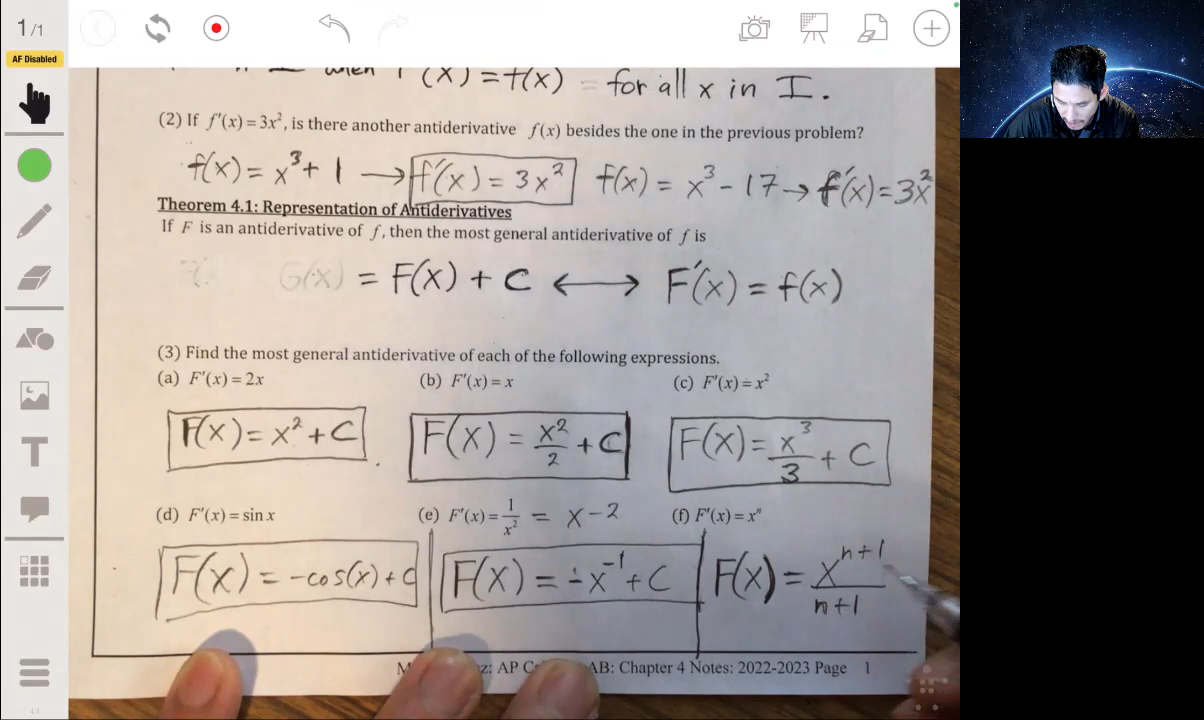 1/1
AF Disabled
when F'(x) = f(x) = for all x in I.
(2) If f'(x) = 3x², is there another antiderivative f(x) besides the one in the previous problem?
f(x) = x³ + 1 → f'(x) = 3x² f(x) = x³ - 17 → f'(x) = 3x²
Theorem 4.1: Representation of Antiderivatives
If F is an antiderivative of f, then the most general antiderivative of f is
G(x) = F(x) + C ⟷ F'(x) = f(x)
(3) Find the most general antiderivative of each of the following expressions.
(a) F'(x) = 2x (b) F'(x) = x (c) F'(x) = x²
F(x) = x² + C F(x) = x²/2 + C F(x) = x³/3 + C
(d) F'(x) = sin x (e) F'(x) = 1/x² = x⁻² (f) F'(x) = xⁿ
F(x) = -cos(x) + C F(x) = -x⁻¹ + C F(x) = xⁿ⁺¹/n+1
AB: Chapter 4 Notes: 2022-2023 Page 1
T